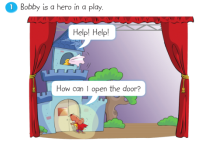 1 Bobby is a hero in a play.
Help! Help!
How can I open the door?